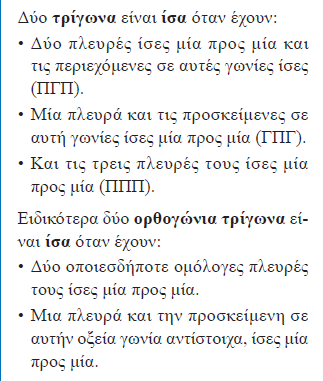 Δύο τρίγωνα είναι ίσα όταν έχουν:
• Δύο πλευρές ίσες μία προς μία και
τις περιεχόμενες σε αυτές γωνίες ίσες
(ΠΓΠ).
• Μία πλευρά και τις προσκείμενες σε
αυτή γωνίες ίσες μία προς μία (ΓΠΓ).
• Και τις τρεις πλευρές τους ίσες μία
προς μία (ΠΠΠ).
Ειδικότερα δύο ορθογώνια τρίγωνα εί-
ναι ίσα όταν έχουν:
• Δύο οποιεσδήποτε ομόλογες πλευρές
τους ίσες μία προς μία.
• Μια πλευρά και την προσκείμενη σε
αυτήν οξεία γωνία αντίστοιχα, ίσες μία
προς μία.